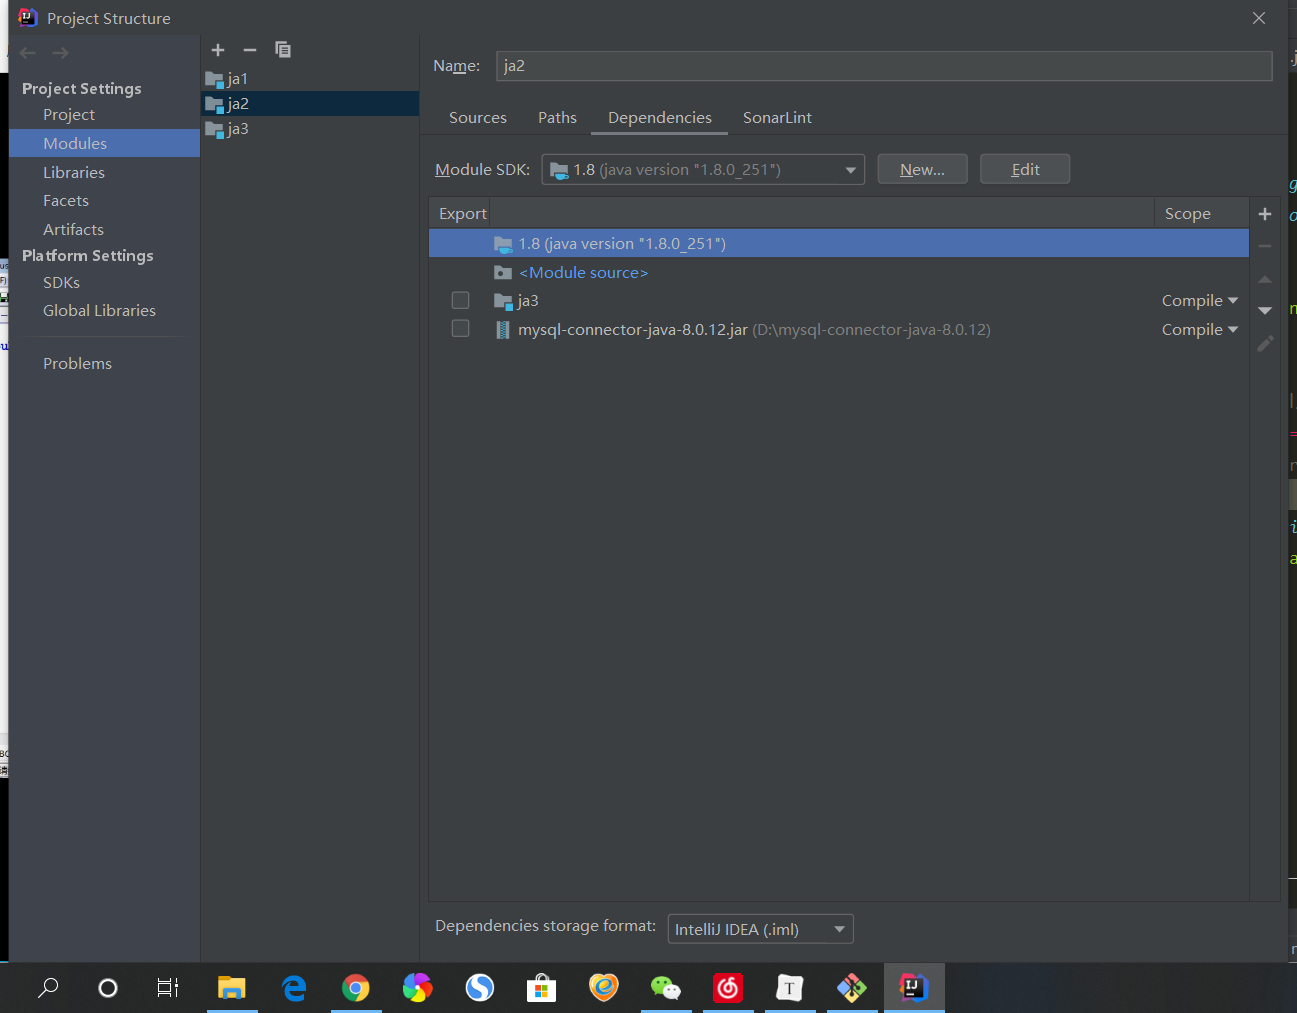 Project Structure
Project Settings
Project
Modules
Libraries
Facets
Artifacts
Platform Settings
SDKs
Global Libraries
Problems
ja1
ja2
ja3
Name: ja2
Sources Paths Dependencies SonarLint
Module SDK: 1.8 (java version "1.8.0_251") New... Edit
Export Scope
1.8 (java version "1.8.0_251")
<Module source>
ja3 Compile
mysql-connector-java-8.0.12.jar (D:\mysql-connector-java-8.0.12) Compile
Dependencies storage format: IntelliJ IDEA (.iml)